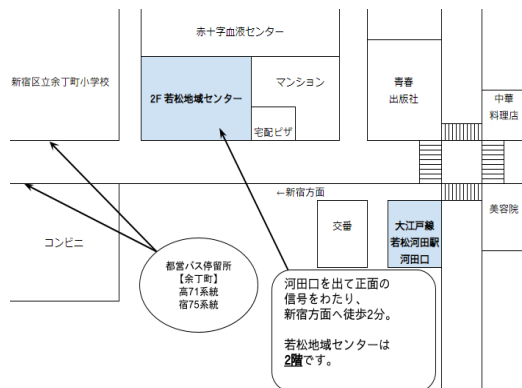 赤十字血液センター
新宿区立余丁町小学校
2F 若松地域センター
マンション
宅配ピザ
青春
出版社
中華
料理店
←新宿方面
コンビニ
交番
大江戸線
若松河田駅
河田口
美容院
都営バス停留所
【余丁町】
高71系統
宿75系統
河田口を出て正面の
信号をわたり、
新宿方面へ徒歩2分。
若松地域センターは
2階です。